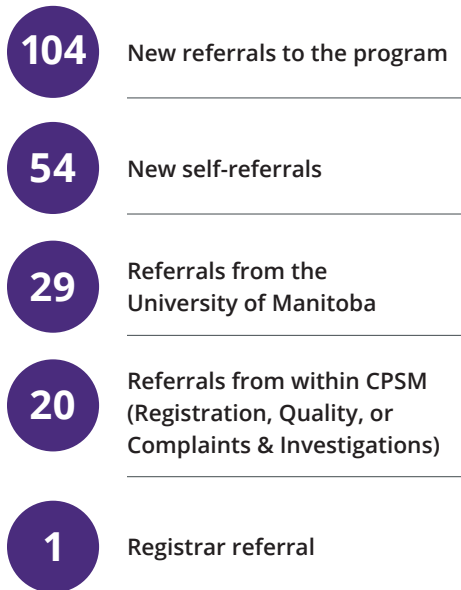 104
New referrals to the program
54
New self-referrals
29
Referrals from the
University of Manitoba
20
Referrals from within CPSM
(Registration, Quality, or
Complaints & Investigations)
1
Registrar referral